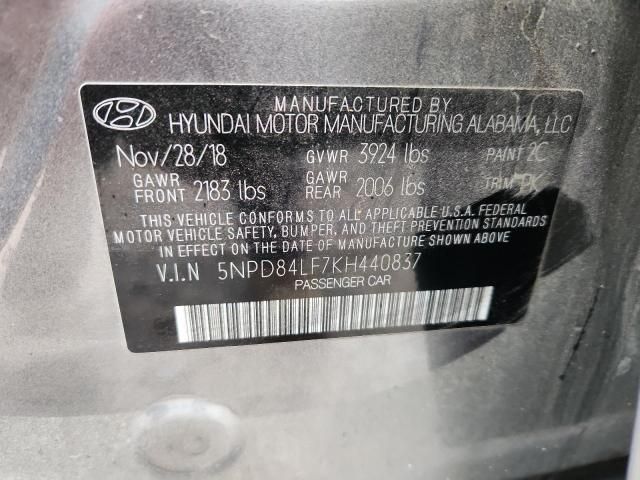 MANUFACTURED BY
HYUNDAI MOTOR MANUFACTURING ALABAMA, LLC
Nov/28/18 GVWR 3924 lbs PAINT 2C
GAWR FRONT 2183 lbs GAWR REAR 2006 lbs TRIM
THIS VEHICLE CONFORMS TO ALL APPLICABLE U.S.A. FEDERAL
MOTOR VEHICLE SAFETY, BUMPER, AND THEFT PREVENTION STANDARDS
IN EFFECT ON THE DATE OF MANUFACTURE SHOWN ABOVE.
V.I.N 5NPD84LF7KH440837
PASSENGER CAR